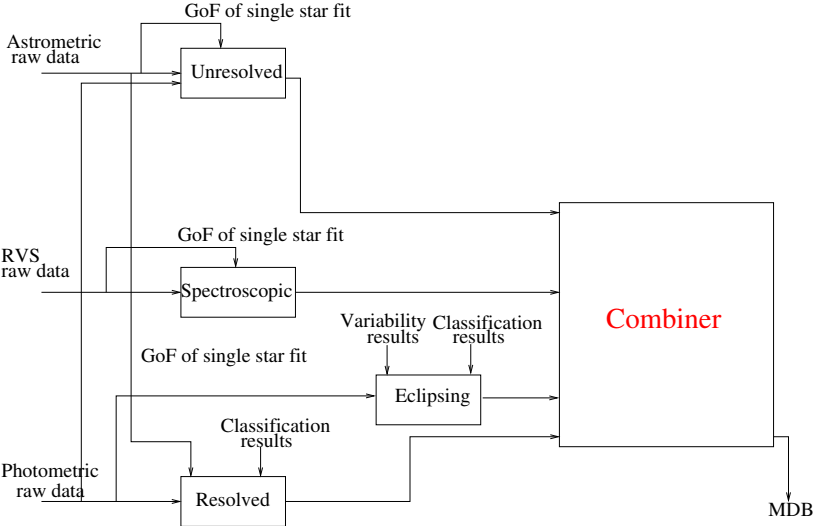 GoF of single star fit
Astrometric
raw data
Unresolved
GoF of single star fit
RVS
raw data
Spectroscopic
Combiner
Variability
results
Classification
results
GoF of single star fit
Eclipsing
Classification
results
Photometric
raw data
Resolved
MDB